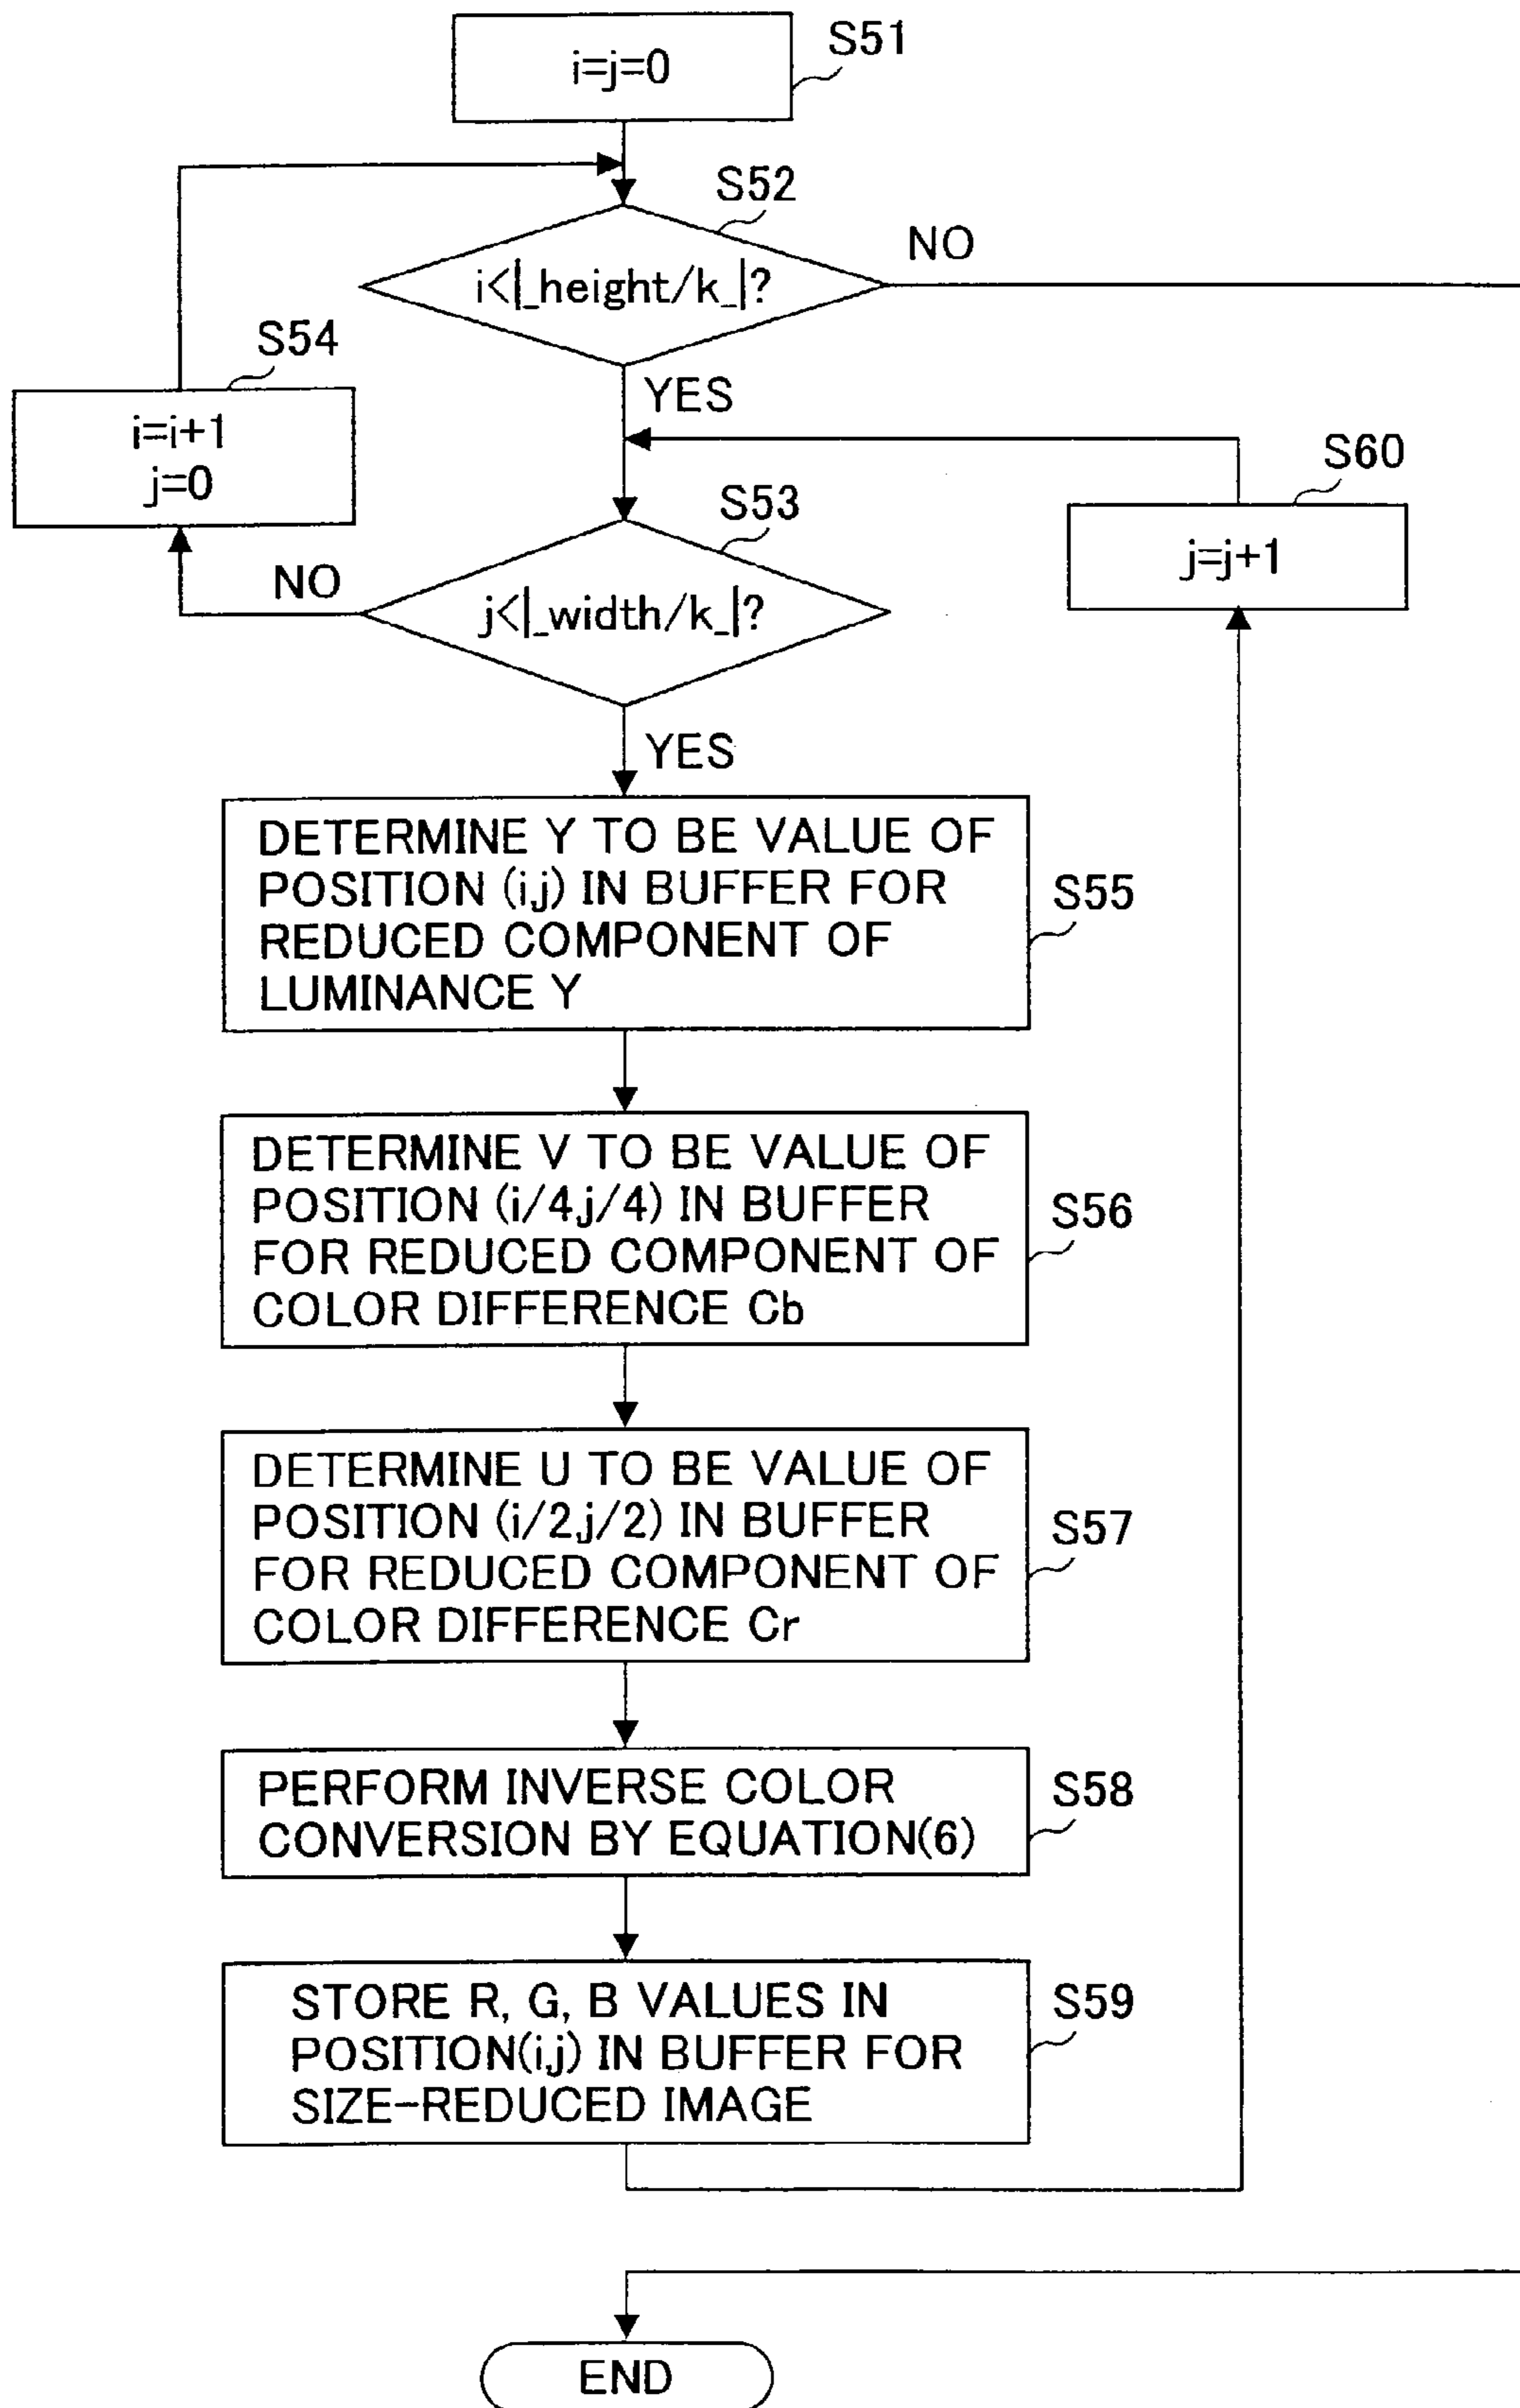 i=j=0
S51
S52
i<|_height/k_|?
NO
YES
S54
i=i+1
j=0
S60
j=j+1
S53
j<|_width/k_|?
NO
YES
DETERMINE Y TO BE VALUE OF
POSITION (i,j) IN BUFFER FOR
REDUCED COMPONENT OF
LUMINANCE Y
S55
DETERMINE V TO BE VALUE OF
POSITION (i/4,j/4) IN BUFFER
FOR REDUCED COMPONENT OF
COLOR DIFFERENCE Cb
S56
DETERMINE U TO BE VALUE OF
POSITION (i/2,j/2) IN BUFFER
FOR REDUCED COMPONENT OF
COLOR DIFFERENCE Cr
S57
PERFORM INVERSE COLOR
CONVERSION BY EQUATION(6)
S58
STORE R, G, B VALUES IN
POSITION(i,j) IN BUFFER FOR
SIZE-REDUCED IMAGE
S59
END